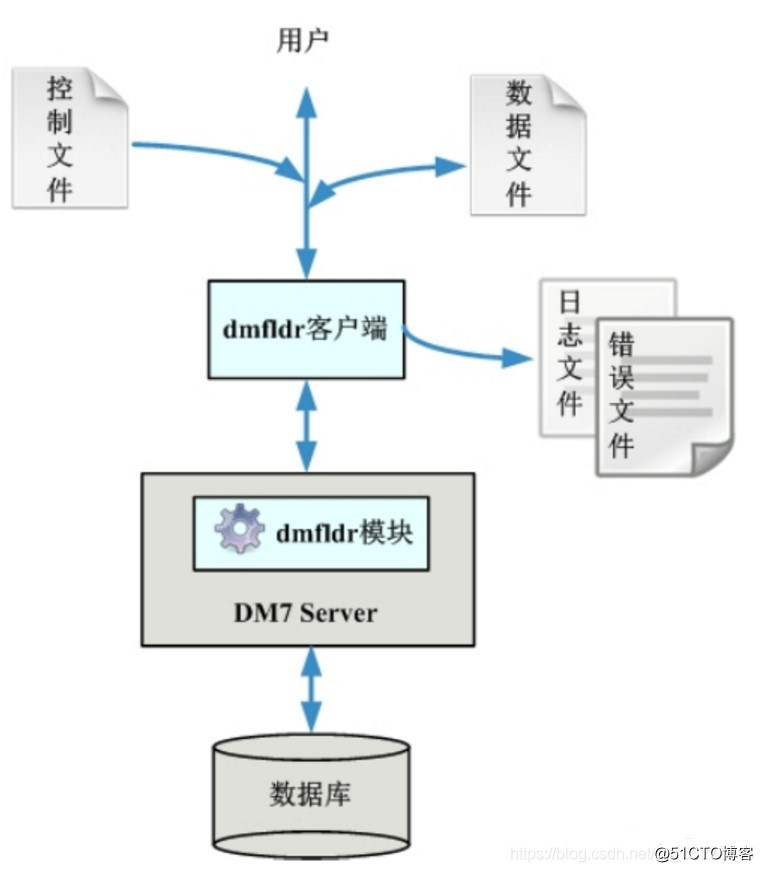 用户
控制文件
数据文件
dmfldr客户端
日志文件
错误文件
dmfldr模块
DM7 Server
数据库
https://blog.csdn.net/
@51CTO博客